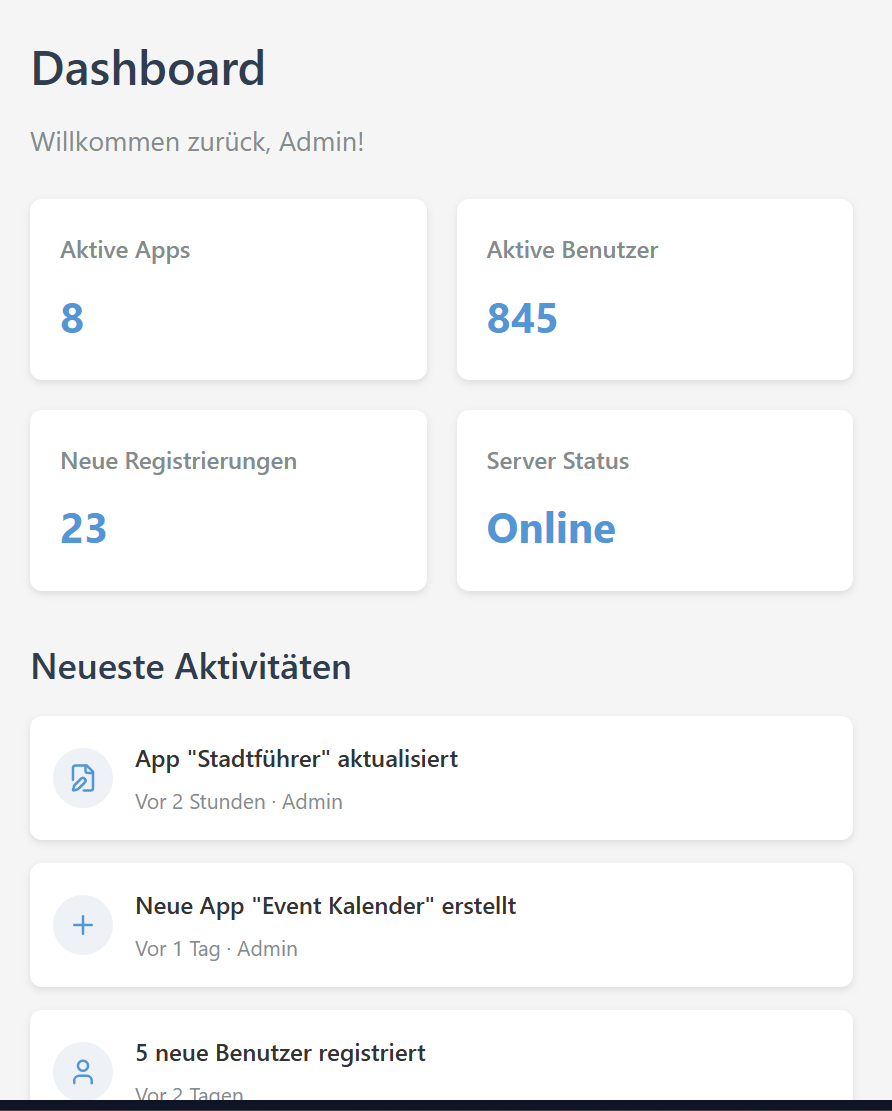 Dashboard
Willkommen zurück, Admin!
Aktive Apps
8
Aktive Benutzer
845
Neue Registrierungen
23
Server Status
Online
Neueste Aktivitäten
App "Stadtführer" aktualisiert
Vor 2 Stunden · Admin
Neue App "Event Kalender" erstellt
Vor 1 Tag · Admin
5 neue Benutzer registriert
Vor 2 Tagen